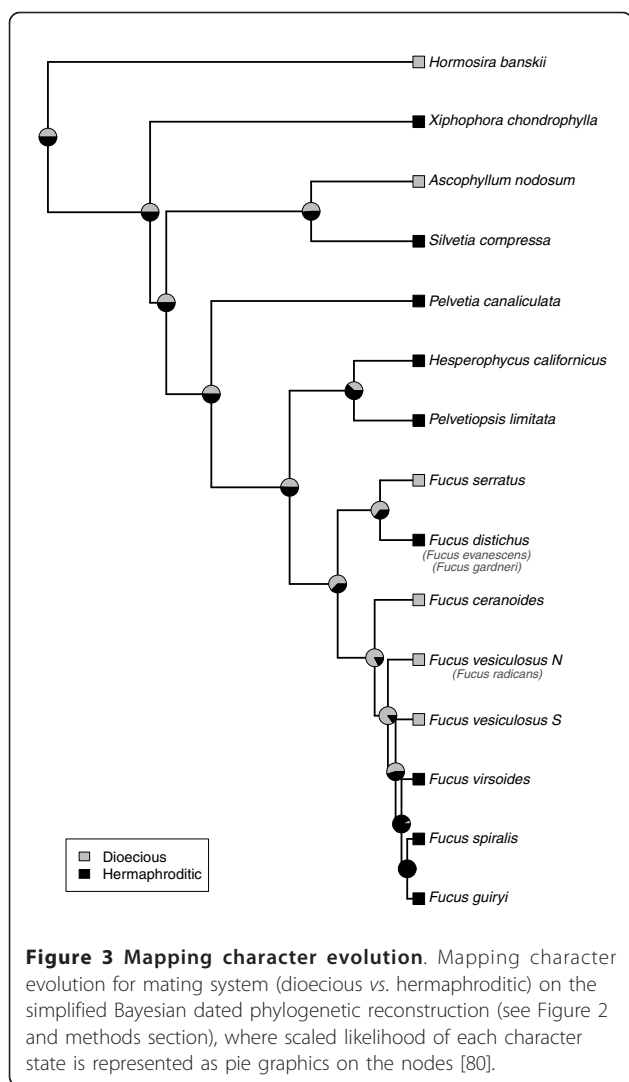 Hormosira banskii
Xiphophora chondrophylla
Ascophyllum nodosum
Silvetia compressa
Pelvetia canaliculata
Hesperophycus californicus
Pelvetiopsis limitata
Fucus serratus
Fucus distichus
(Fucus evanescens)
(Fucus gardneri)
Fucus ceranoides
Fucus vesiculosus N
(Fucus radicans)
Fucus vesiculosus S
Fucus virsoides
Fucus spiralis
Fucus guiryi
Dioecious
Hermaphroditic
Figure 3 Mapping character evolution. Mapping character
evolution for mating system (dioecious vs. hermaphroditic) on the
simplified Bayesian dated phylogenetic reconstruction (see Figure 2
and methods section), where scaled likelihood of each character
state is represented as pie graphics on the nodes [80].